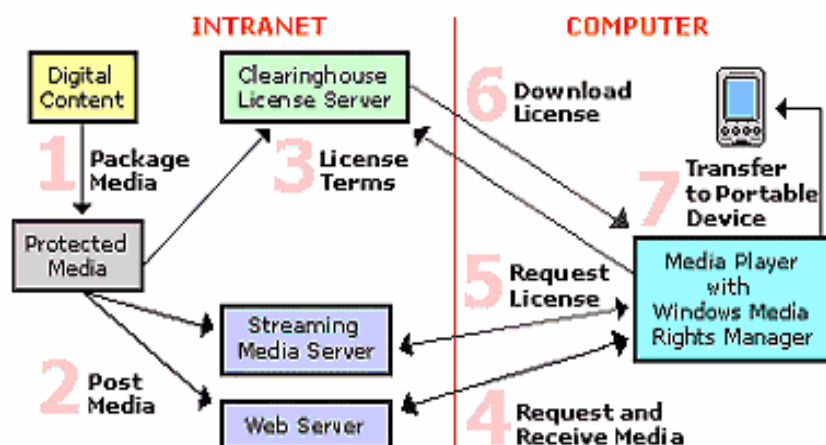 INTRANET
COMPUTER
Digital
Content
Clearinghouse
License Server
6 Download
License
1 Package
Media
3 License
Terms
7 Transfer
to Portable
Device
Protected
Media
Media Player
with
Windows Media
Rights Manager
5 Request
License
Streaming
Media Server
2 Post
Media
Web Server
4 Request and
Receive Media